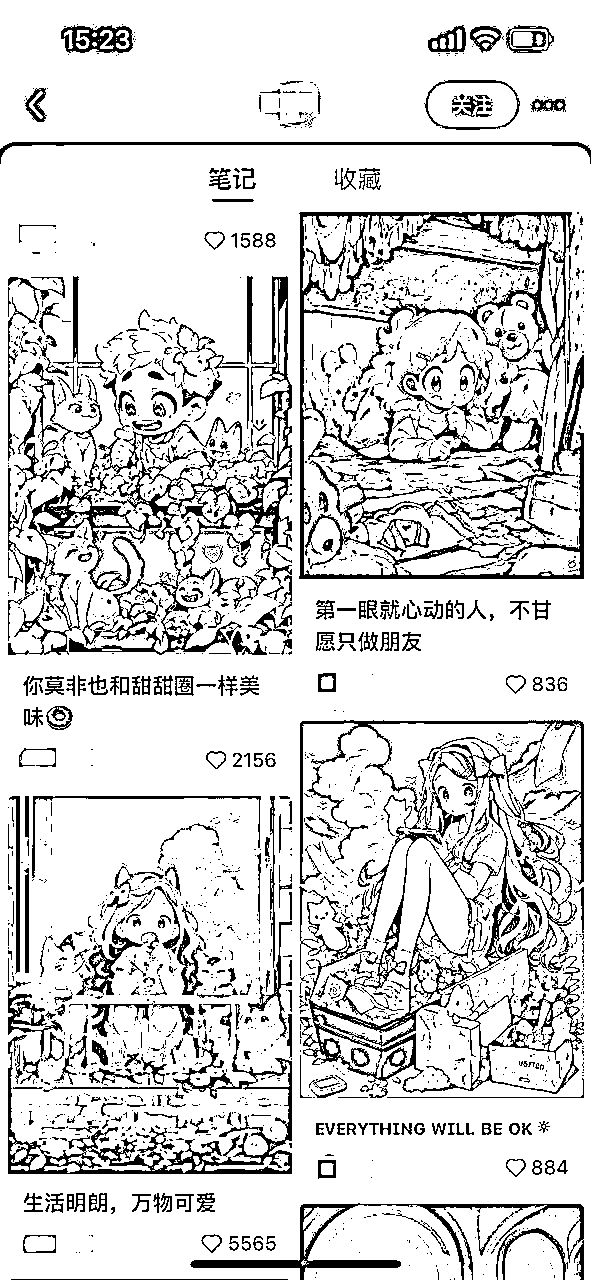 15:23
关注
笔记
收藏
1588
你莫非也和甜甜圈一样美
味
2156
生活明朗，万物可爱
5565
第一眼就心动的人，不甘
愿只做朋友
836
EVERYTHING WILL BE OK
884